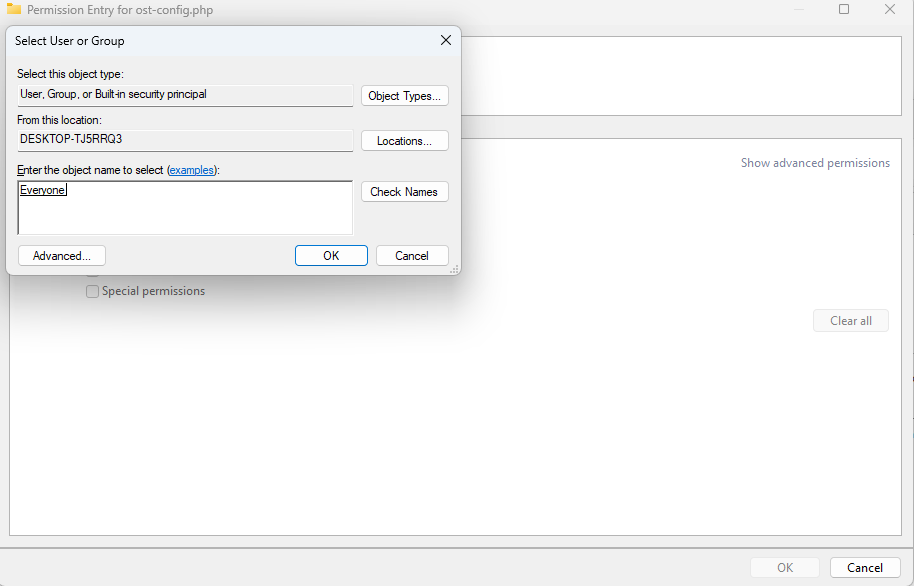 Permission Entry for ost-config.php
Select User or Group
Select this object type:
User, Group, or Built-in security principal
Object Types...
From this location:
DESKTOP-TJ5RRQ3
Locations...
Enter the object name to select (examples):
Everyone
Check Names
Advanced...
OK
Cancel
Show advanced permissions
Special permissions
Clear all
OK
Cancel